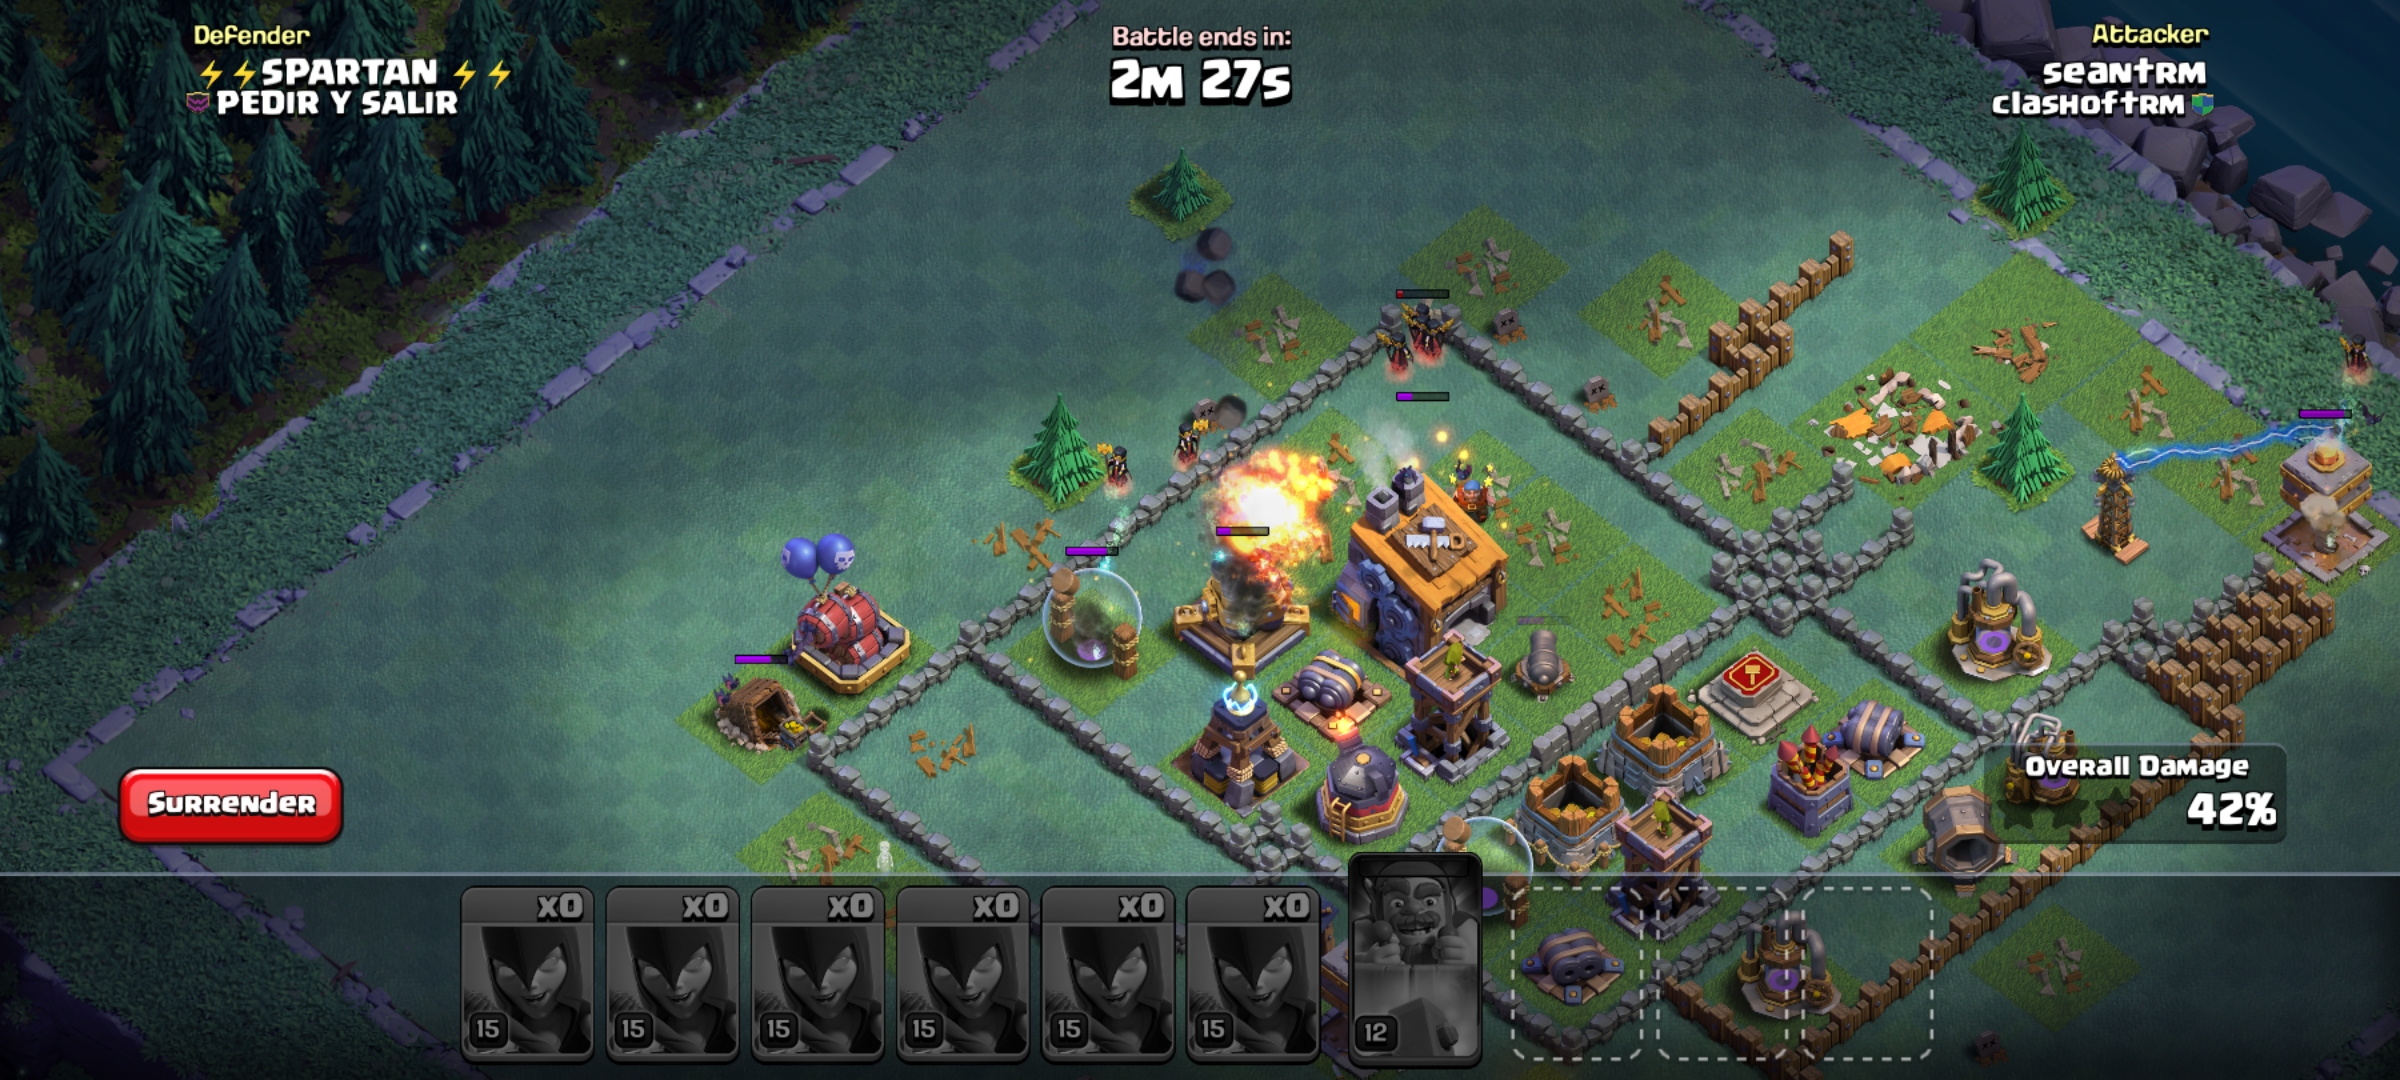 Defender
⚡⚡SPARTAN⚡⚡
PEDIR Y SALIR
Battle ends in:
2M 27s
Attacker
seantRM
clashoftRM
Surrender
Overall Damage
42%
x0
x0
x0
x0
x0
x0
15
15
15
15
15
15
12